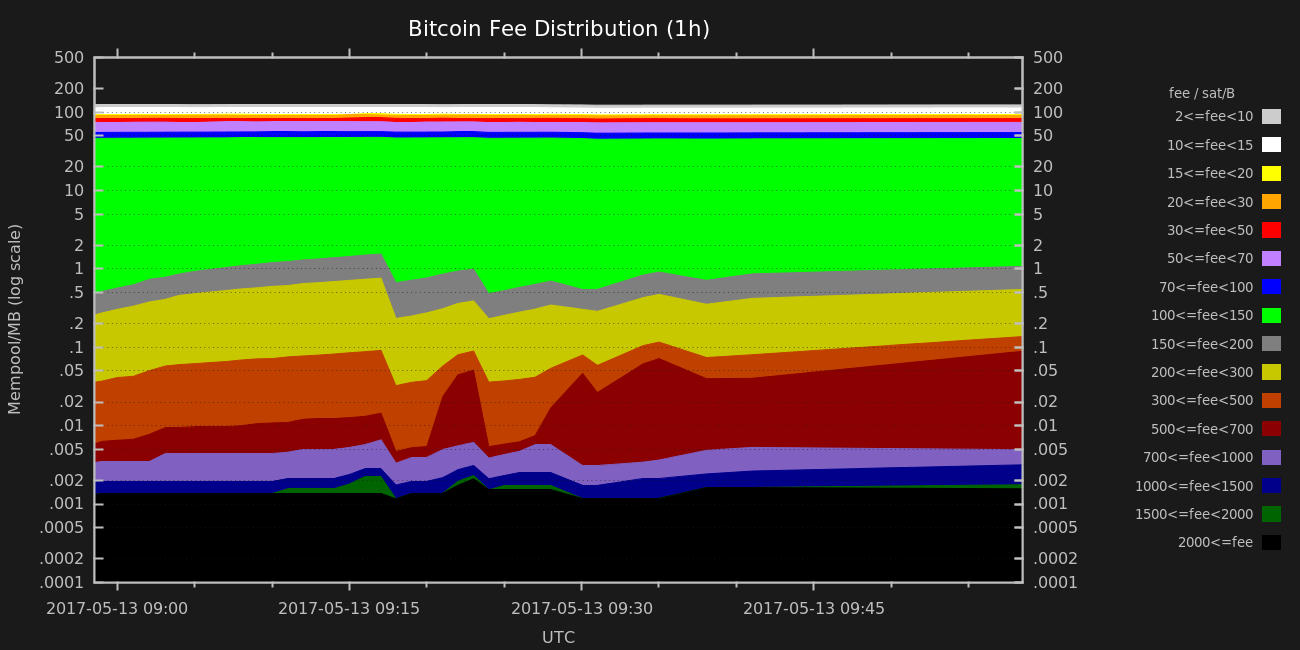 Bitcoin Fee Distribution (1h)
Mempool/MB (log scale)
500
200
100
50
20
10
5
2
1
.5
.2
.1
.05
.02
.01
.005
.002
.001
.0005
.0002
.0001
500
200
100
50
20
10
5
2
1
.5
.2
.1
.05
.02
.01
.005
.002
.001
.0005
.0002
.0001
2017-05-13 09:00
2017-05-13 09:15
2017-05-13 09:30
2017-05-13 09:45
UTC
fee / sat/B
2<=fee<10
10<=fee<15
15<=fee<20
20<=fee<30
30<=fee<50
50<=fee<70
70<=fee<100
100<=fee<150
150<=fee<200
200<=fee<300
300<=fee<500
500<=fee<700
700<=fee<1000
1000<=fee<1500
1500<=fee<2000
2000<=fee